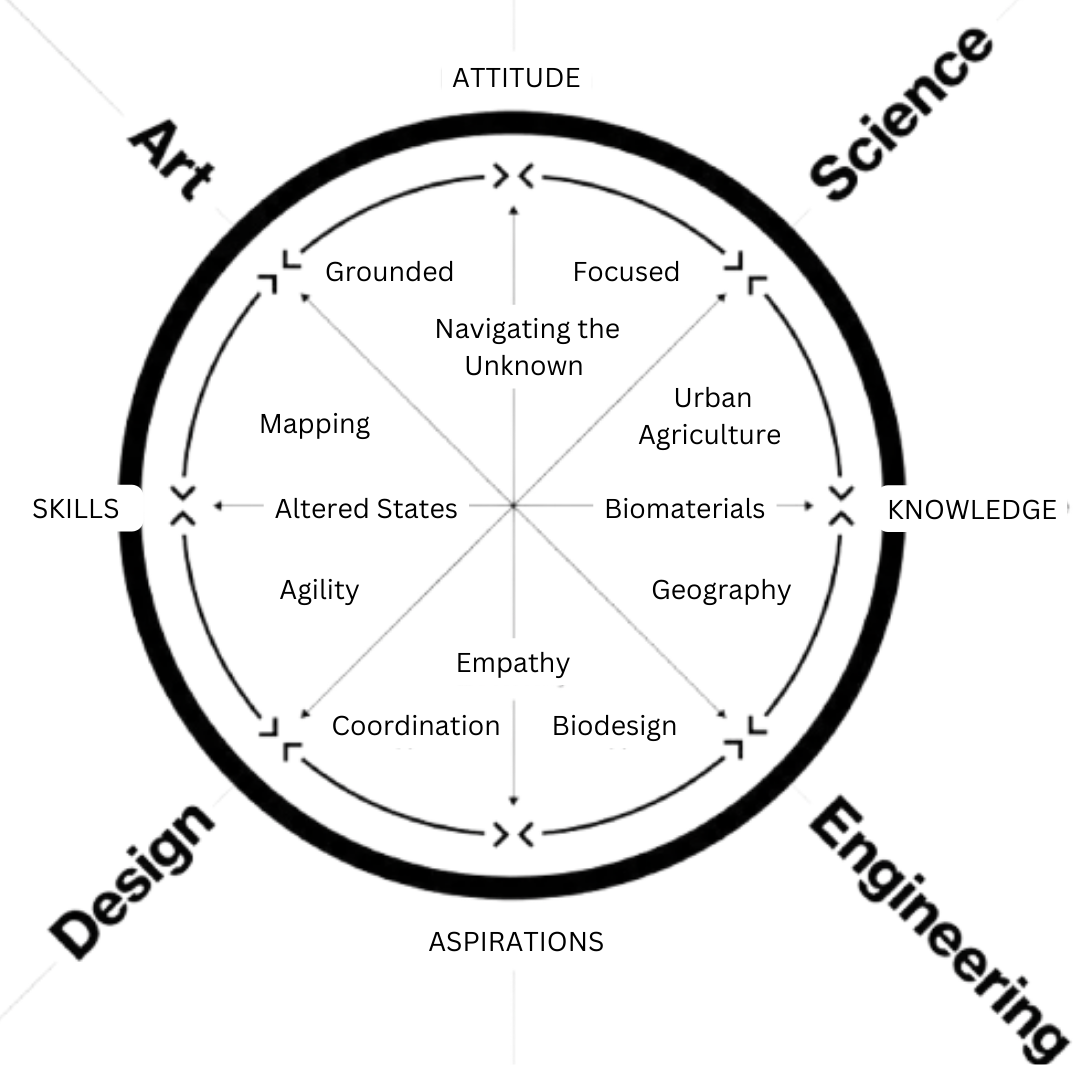 ATTITUDE
Art
Science
Grounded
Focused
Navigating the
Unknown
Mapping
Urban
Agriculture
SKILLS
Altered States
Biomaterials
KNOWLEDGE
Agility
Geography
Empathy
Coordination
Biodesign
Design
Engineering
ASPIRATIONS